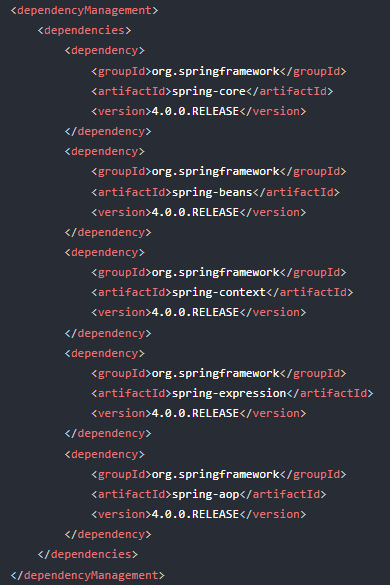 <dependencyManagement>
<dependencies>
<dependency>
<groupId>org.springframework</groupId>
<artifactId>spring-core</artifactId>
<version>4.0.0.RELEASE</version>
</dependency>
<dependency>
<groupId>org.springframework</groupId>
<artifactId>spring-beans</artifactId>
<version>4.0.0.RELEASE</version>
</dependency>
<dependency>
<groupId>org.springframework</groupId>
<artifactId>spring-context</artifactId>
<version>4.0.0.RELEASE</version>
</dependency>
<dependency>
<groupId>org.springframework</groupId>
<artifactId>spring-expression</artifactId>
<version>4.0.0.RELEASE</version>
</dependency>
<dependency>
<groupId>org.springframework</groupId>
<artifactId>spring-aop</artifactId>
<version>4.0.0.RELEASE</version>
</dependency>
</dependencies>
</dependencyManagement>